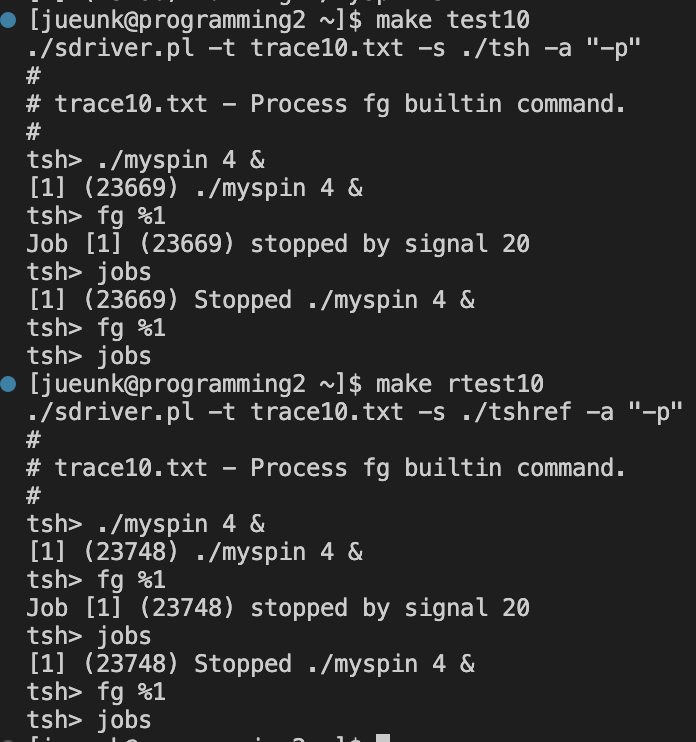 [jueunk@programming2 ~]$ make test10
./sdriver.pl -t trace10.txt -s ./tsh -a "-p"
#
# trace10.txt - Process fg builtin command.
#
tsh> ./myspin 4 &
[1] (23669) ./myspin 4 &
tsh> fg %1
Job [1] (23669) stopped by signal 20
tsh> jobs
[1] (23669) Stopped ./myspin 4 &
tsh> fg %1
tsh> jobs
[jueunk@programming2 ~]$ make rtest10
./sdriver.pl -t trace10.txt -s ./tshref -a "-p"
#
# trace10.txt - Process fg builtin command.
#
tsh> ./myspin 4 &
[1] (23748) ./myspin 4 &
tsh> fg %1
Job [1] (23748) stopped by signal 20
tsh> jobs
[1] (23748) Stopped ./myspin 4 &
tsh> fg %1
tsh> jobs